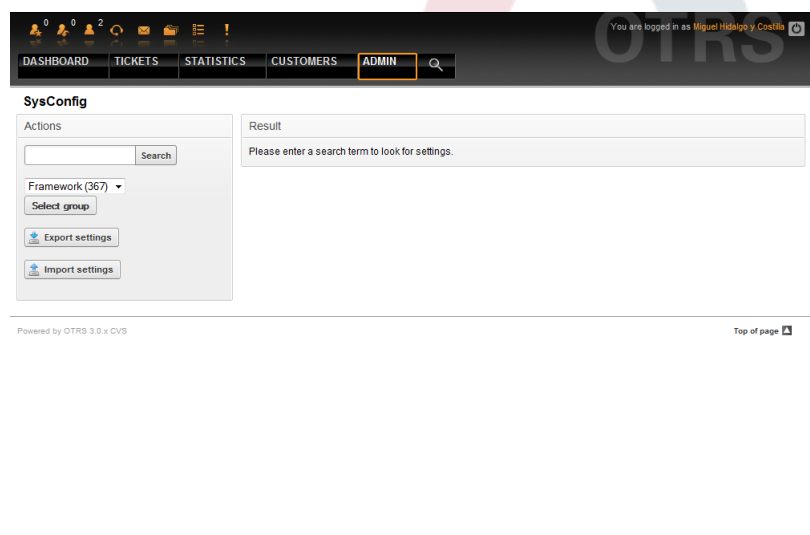 0 0 2
You are logged in as Miguel Hidalgo y Costilla
OTRS
DASHBOARD TICKETS STATISTICS CUSTOMERS ADMIN
SysConfig
Actions
Search
Framework (367)
Select group
Export settings
Import settings
Result
Please enter a search term to look for settings.
Powered by OTRS 3.0.x CVS
Top of page